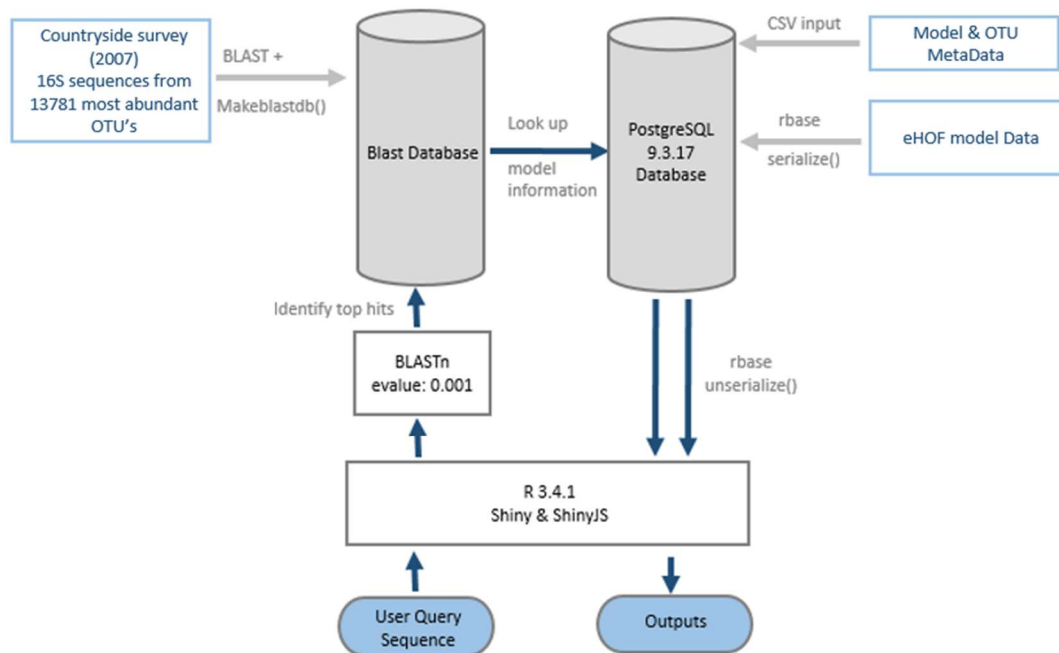 Countryside survey
(2007)
16S sequences from
13781 most abundant
OTU's
BLAST +
Makeblastdb()
Blast Database
Look up
model
information
PostgreSQL
9.3.17
Database
CSV input
Model & OTU
MetaData
rbase
serialize()
eHOF model Data
Identify top hits
BLASTn
evalue: 0.001
rbase
unserialize()
R 3.4.1
Shiny & ShinyJS
User Query
Sequence
Outputs